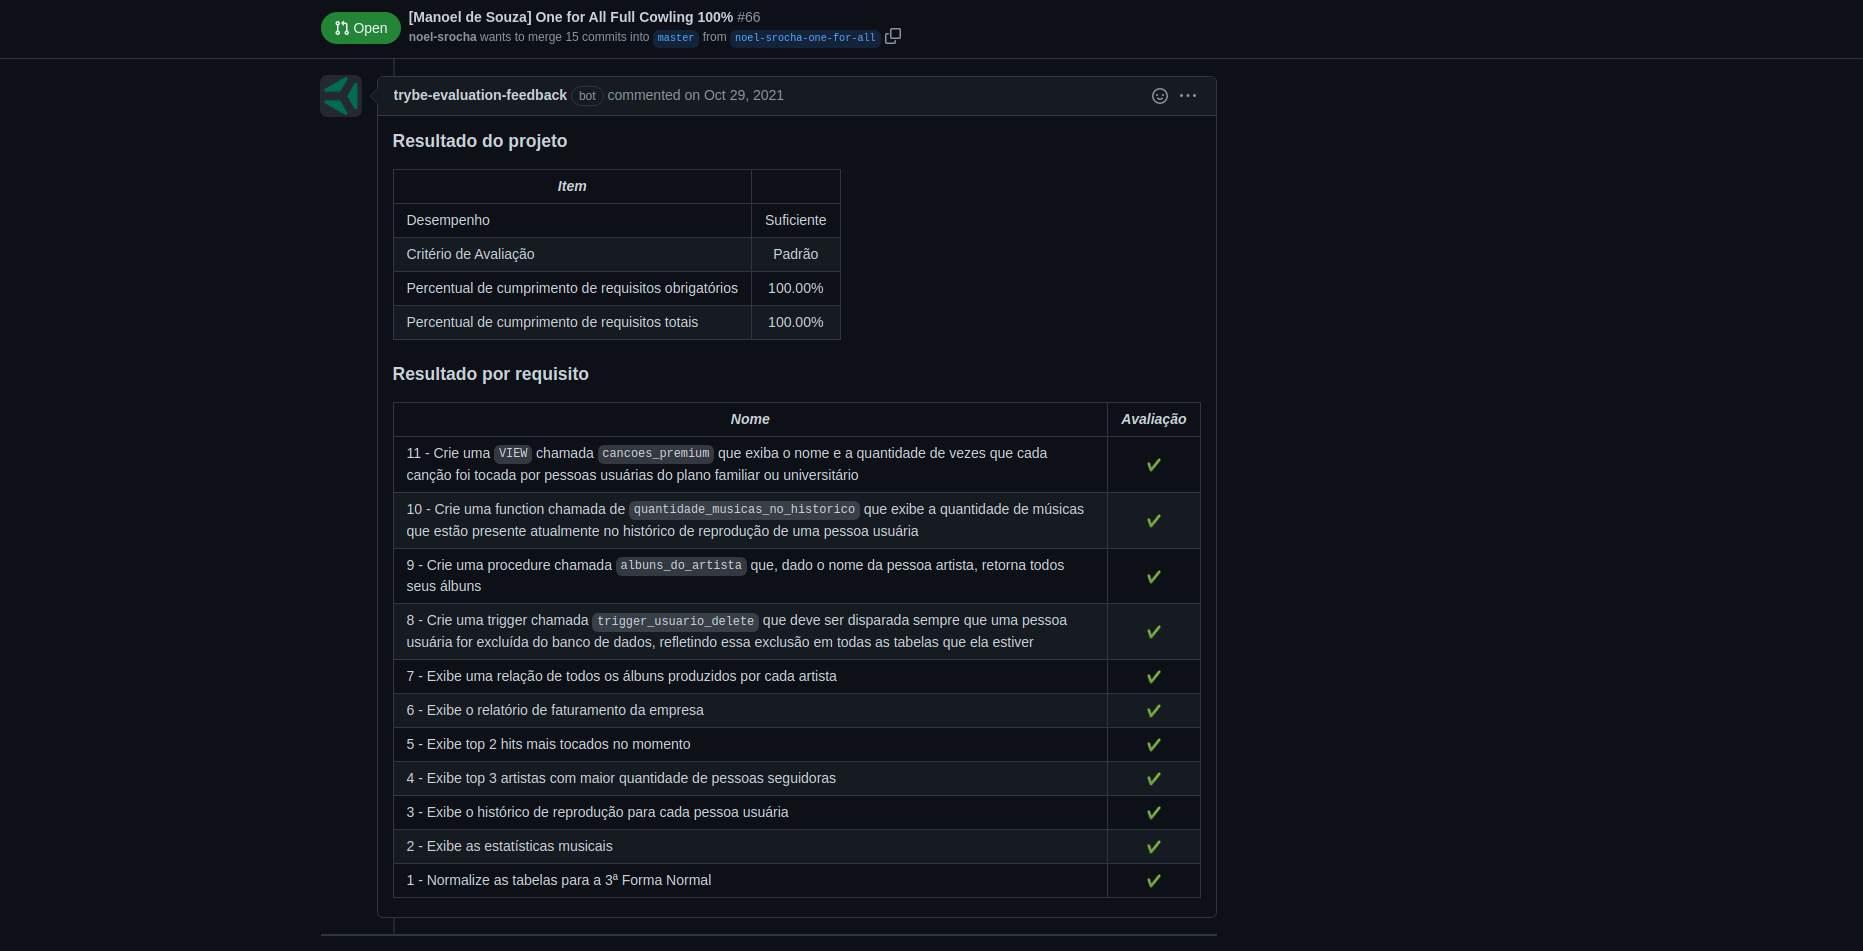 Open
[Manoel de Souza] One for All Full Cowling 100% #66
noel-srocha wants to merge 15 commits into master from noel-srocha-one-for-all
trybe-evaluation-feedback bot commented on Oct 29, 2021
Resultado do projeto
Item
Desempenho Suficiente
Critério de Avaliação Padrão
Percentual de cumprimento de requisitos obrigatórios 100.00%
Percentual de cumprimento de requisitos totais 100.00%
Resultado por requisito
Nome Avaliação
11 - Crie uma VIEW chamada cancoes_premium que exiba o nome e a quantidade de vezes que cada
canção foi tocada por pessoas usuárias do plano familiar ou universitário ✔
10 - Crie uma function chamada de quantidade_musicas_no_historico que exibe a quantidade de músicas
que estão presente atualmente no histórico de reprodução de uma pessoa usuária ✔
9 - Crie uma procedure chamada albuns_do_artista que, dado o nome da pessoa artista, retorna todos
seus álbuns ✔
8 - Crie uma trigger chamada trigger_usuario_delete que deve ser disparada sempre que uma pessoa
usuária for excluída do banco de dados, refletindo essa exclusão em todas as tabelas que ela estiver ✔
7 - Exibe uma relação de todos os álbuns produzidos por cada artista ✔
6 - Exibe o relatório de faturamento da empresa ✔
5 - Exibe top 2 hits mais tocados no momento ✔
4 - Exibe top 3 artistas com maior quantidade de pessoas seguidoras ✔
3 - Exibe o histórico de reprodução para cada pessoa usuária ✔
2 - Exibe as estatísticas musicais ✔
1 - Normalize as tabelas para a 3ª Forma Normal ✔